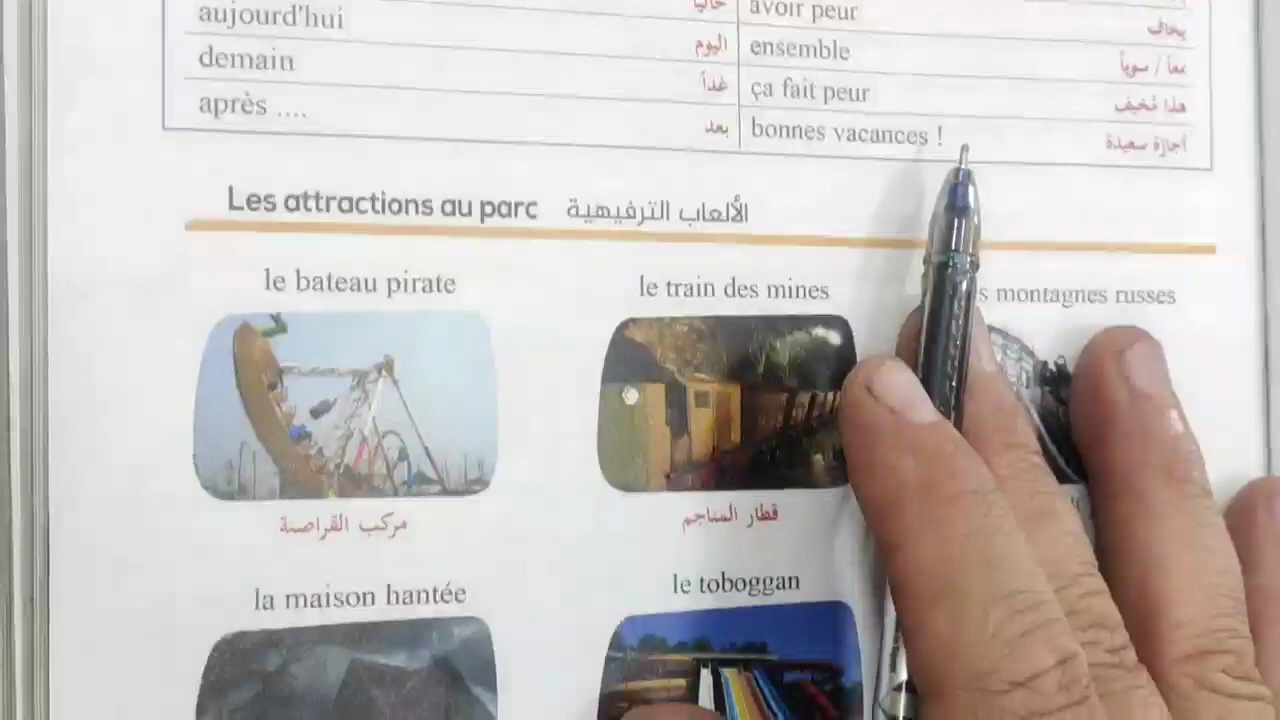 aujourd'hui
حالياً
avoir peur
يخاف
demain
اليوم
ensemble
معاً / سوياً
après ....
غداً
ça fait peur
هذا مُخيف
بعد
bonnes vacances !
أجازة سعيدة
Les attractions au parc الألعاب الترفيهية
le bateau pirate
le train des mines
montagnes russes
مركب القراصنة
قطار المناجم
la maison hantée
le toboggan